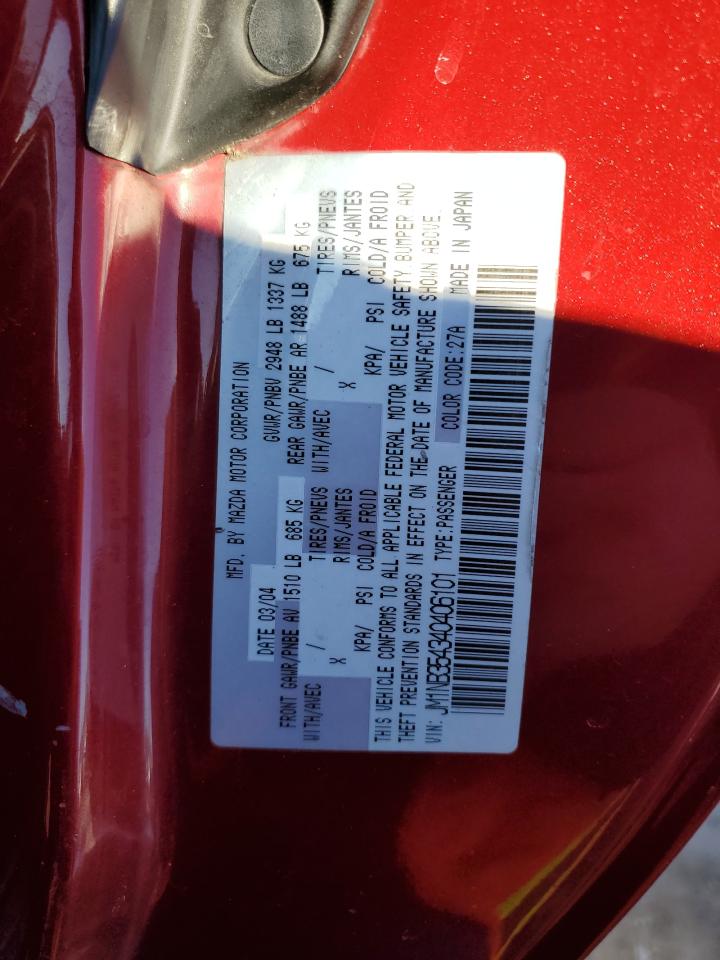 MFD. BY MAZDA MOTOR CORPORATION
DATE 03/04 GVWR/PNBV 2948 LB 1337 KG
FRONT GAWR/PNBE AV 1510 LB 685 KG REAR GAWR/PNBE AR 1488 LB 675 KG
WITH/AVEC / TIRES/PNEUS WITH/AVEC / TIRES/PNEUS
X RIMS/JANTES X RIMS/JANTES
KPA/ PSI COLD/A FROID KPA/ PSI COLD/A FROID
THIS VEHICLE CONFORMS TO ALL APPLICABLE FEDERAL MOTOR VEHICLE SAFETY, BUMPER AND
THEFT PREVENTION STANDARDS IN EFFECT ON THE DATE OF MANUFACTURE SHOWN ABOVE.
VIN: JM1NB354340406101 TYPE:PASSENGER COLOR CODE:27A MADE IN JAPAN